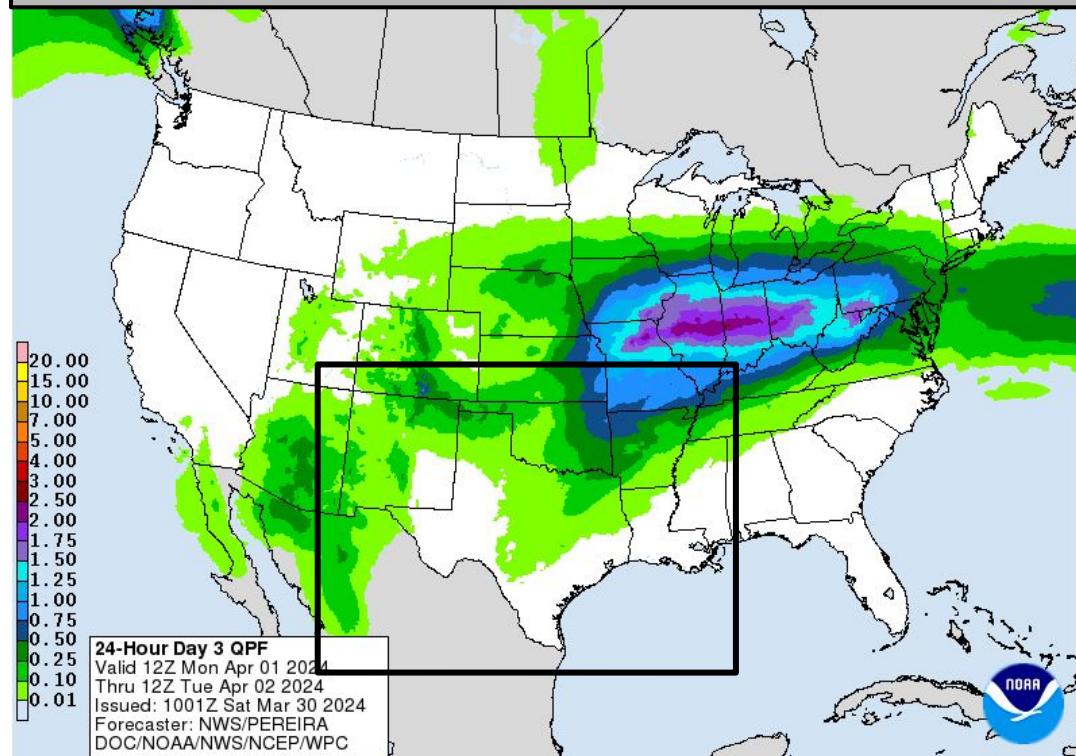 20.00
15.00
10.00
7.00
5.00
4.00
3.00
2.50
2.00
1.75
1.50
1.25
1.00
0.75
0.50
0.25
0.10
0.01
24-Hour Day 3 QPF
Valid 12Z Mon Apr 01 2024
Thru 12Z Tue Apr 02 2024
Issued: 1001Z Sat Mar 30 2024
Forecaster: NWS/PEREIRA
DOC/NOAA/NWS/NCEP/WPC
NOAA